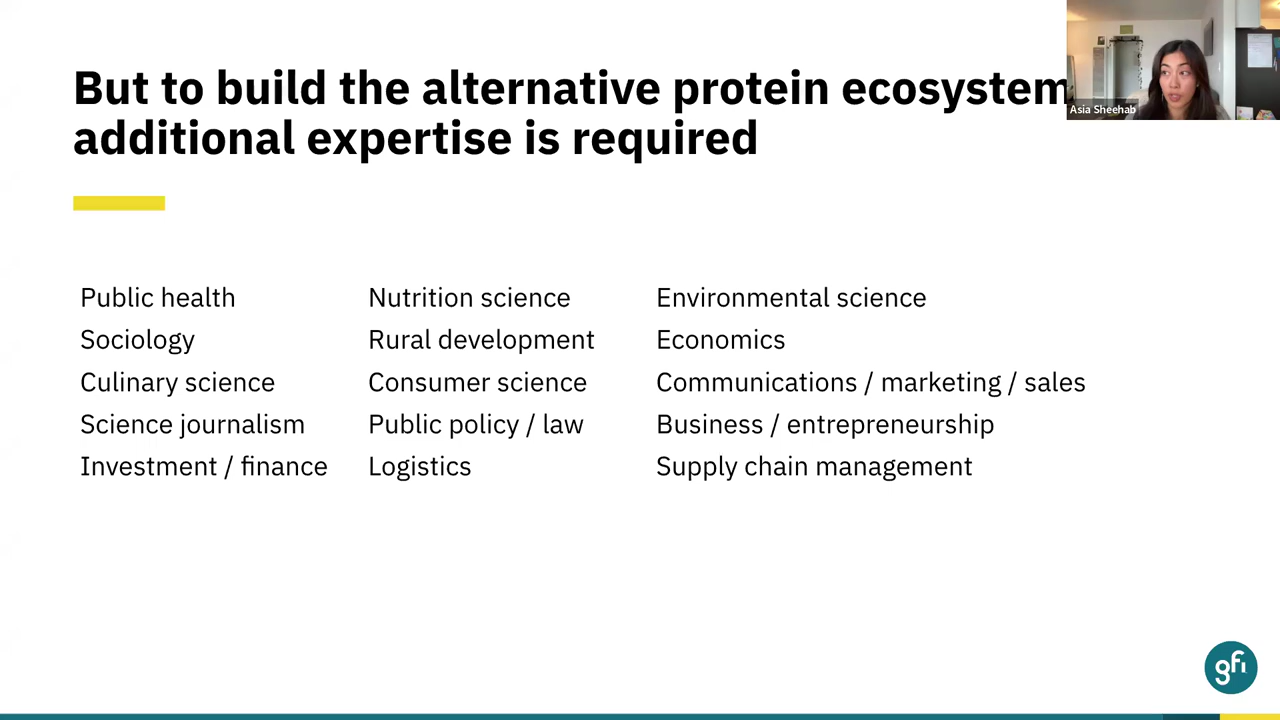 But to build the alternative protein ecosystem
additional expertise is required
Asia Sheehab
Public health
Sociology
Culinary science
Science journalism
Investment / finance
Nutrition science
Rural development
Consumer science
Public policy / law
Logistics
Environmental science
Economics
Communications / marketing / sales
Business / entrepreneurship
Supply chain management
gfi